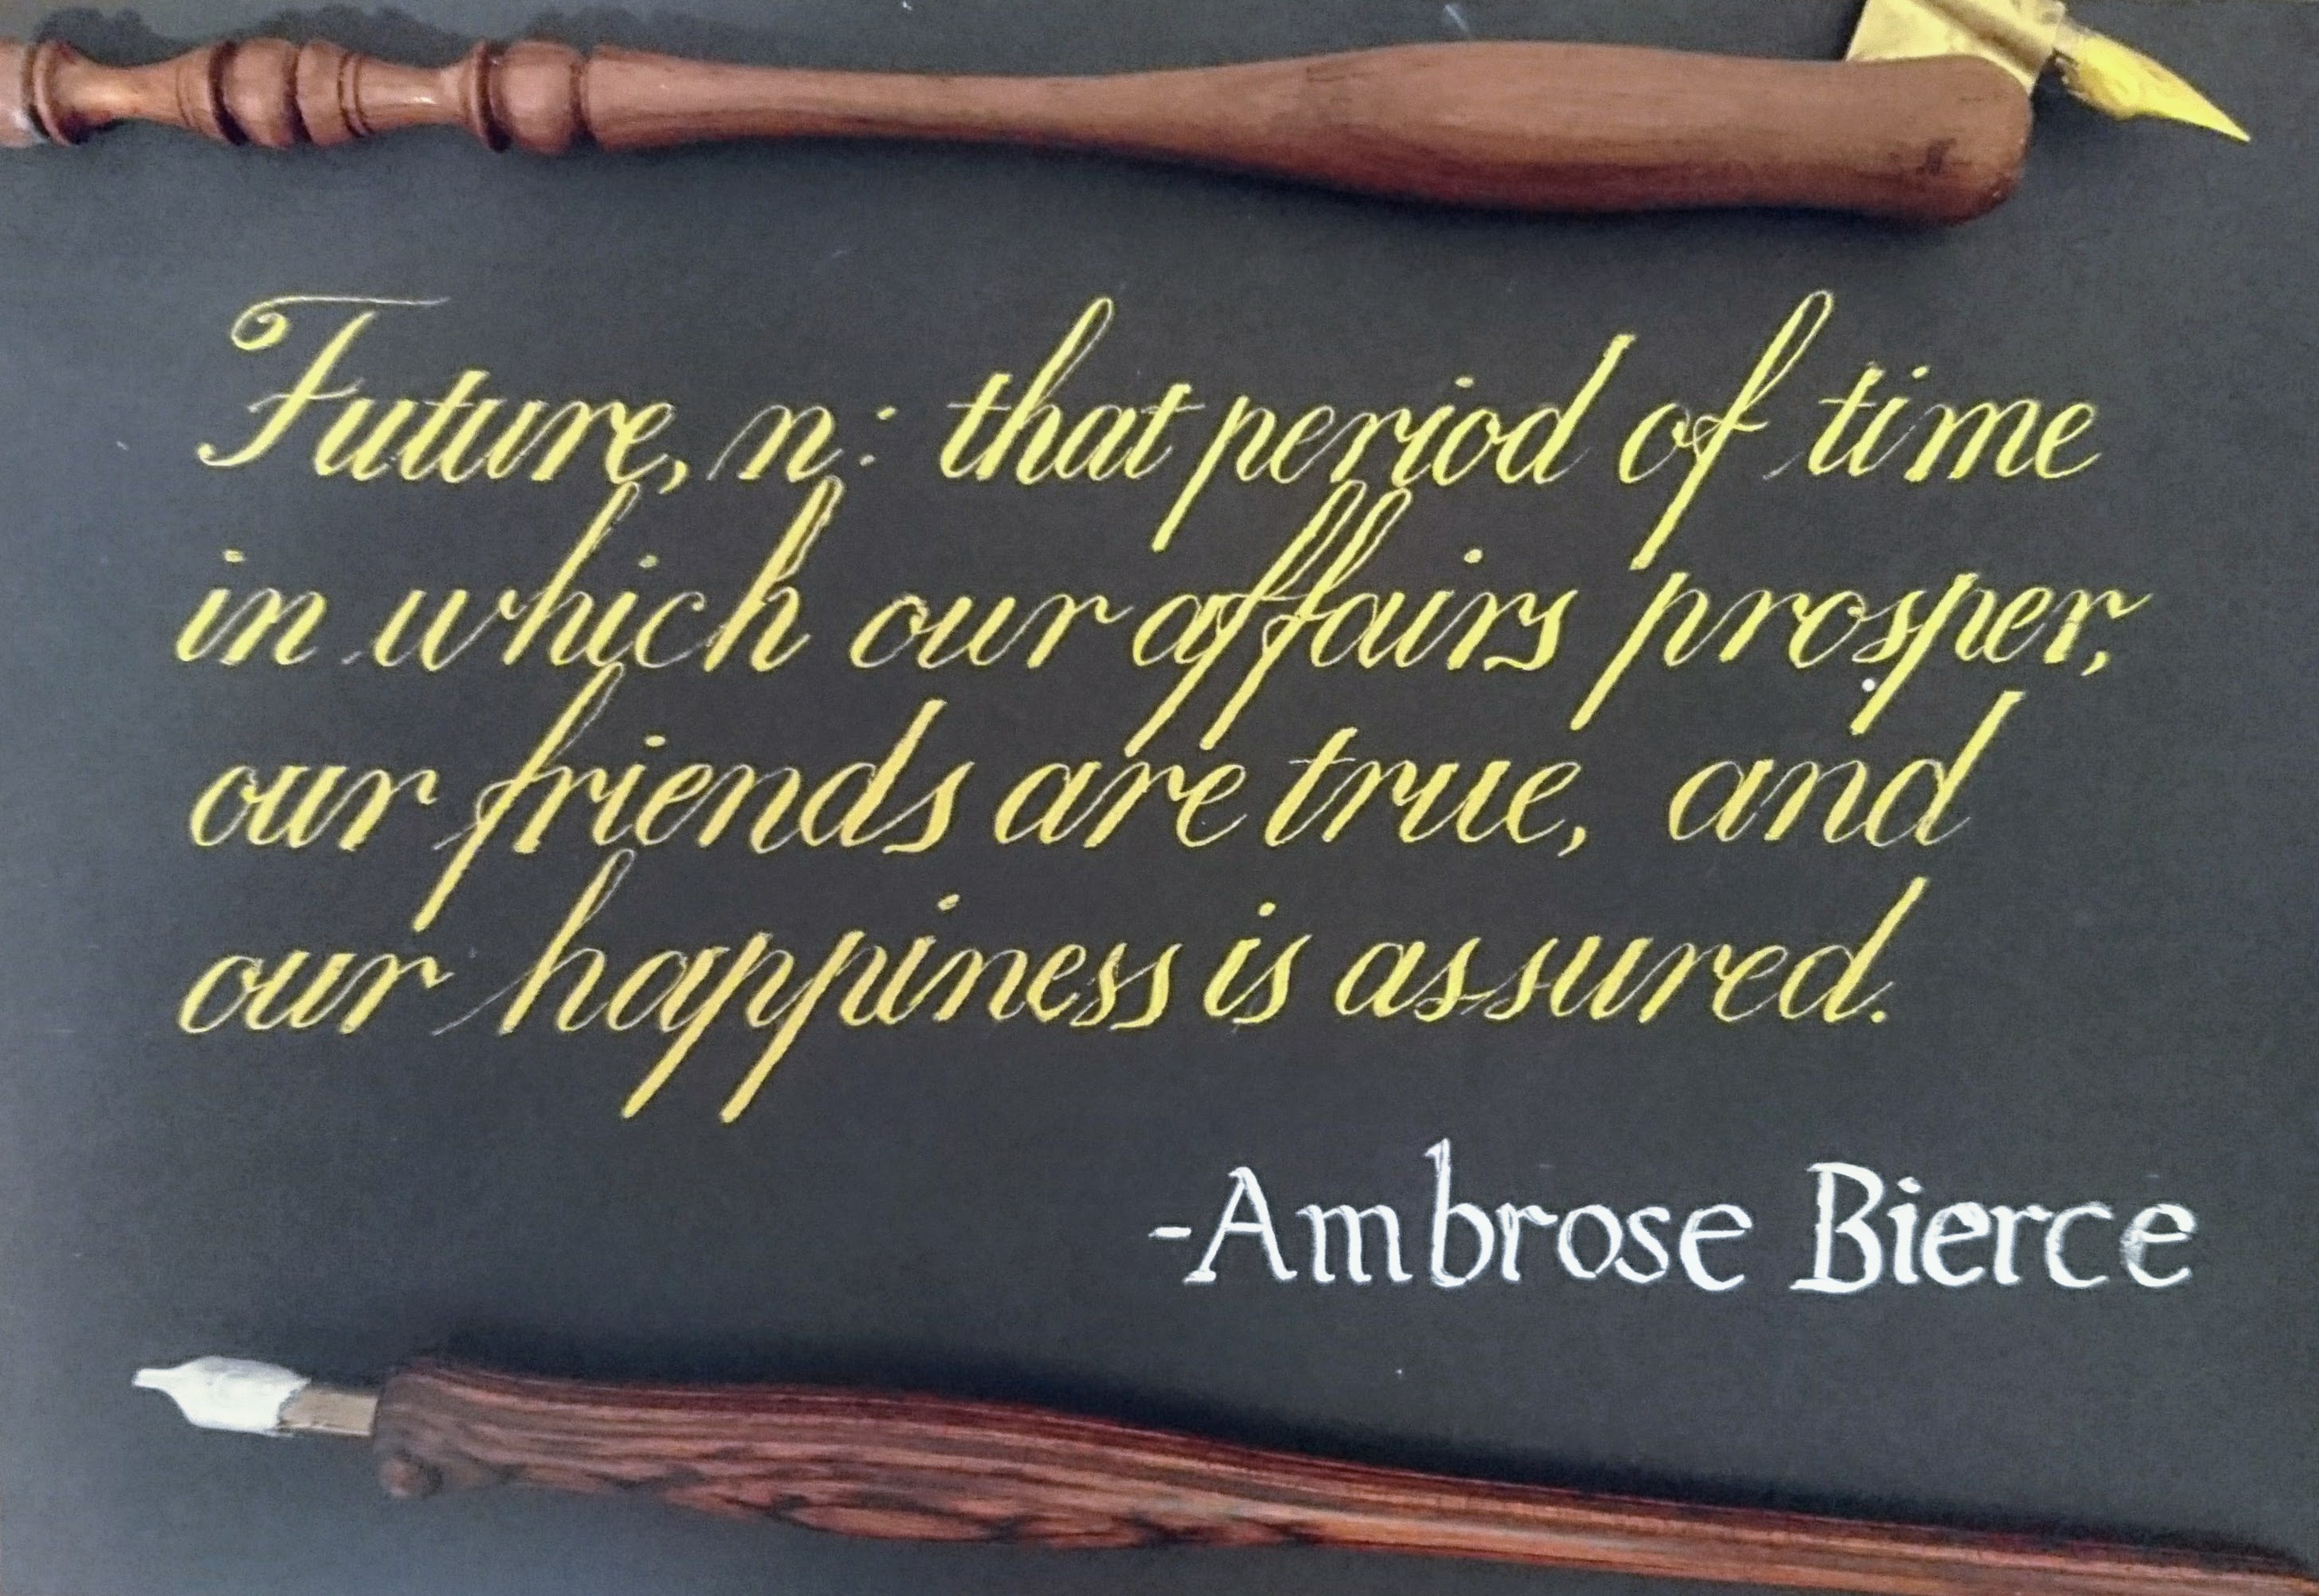 Future, n: that period of time
in which our affairs prosper,
our friends are true, and
our happiness is assured.
-Ambrose Bierce